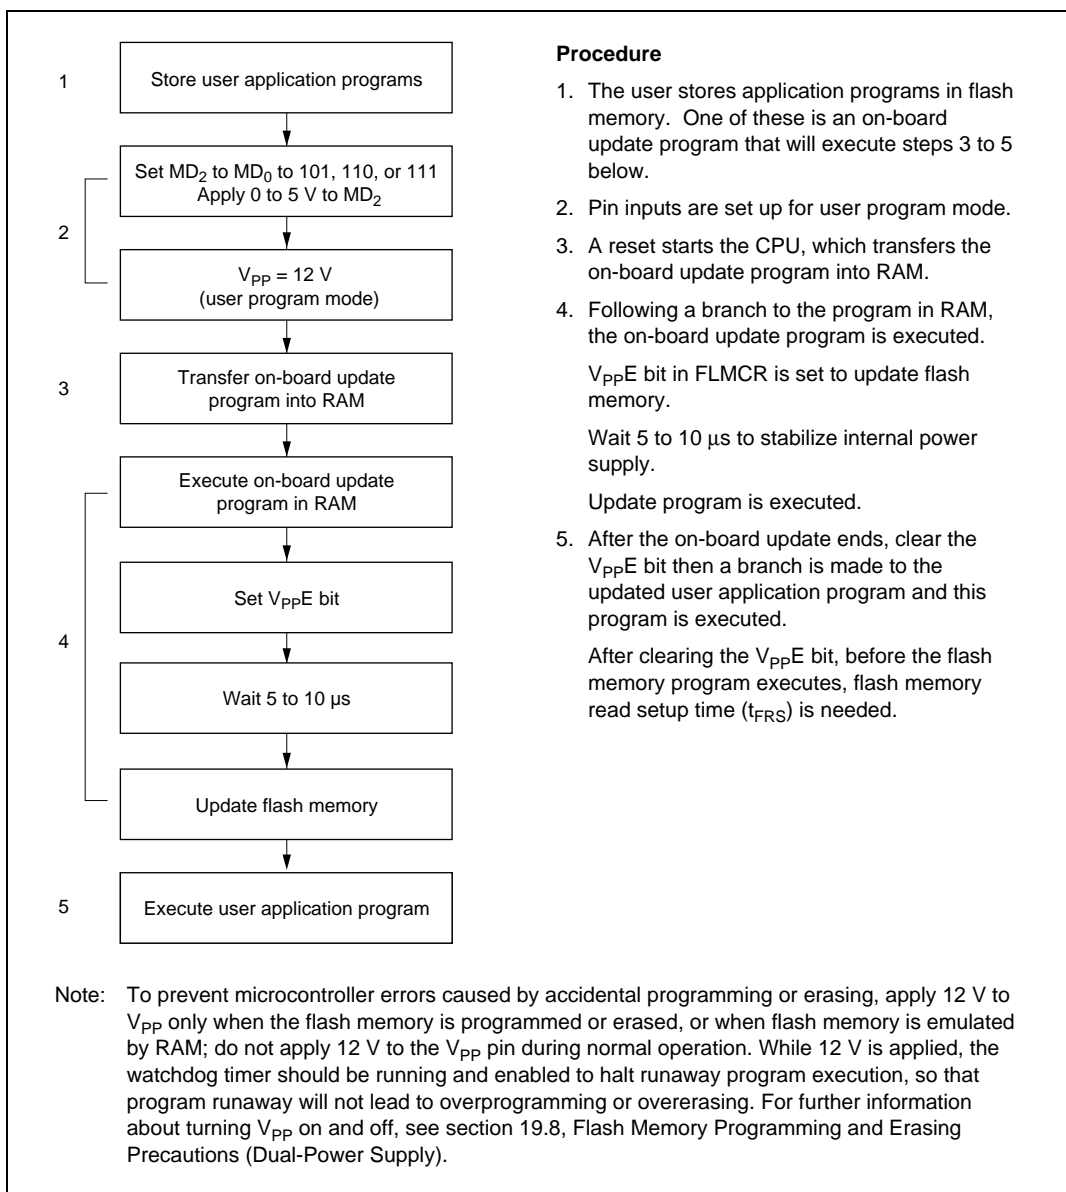 1
Store user application programs
Set MD2 to MD0 to 101, 110, or 111
Apply 0 to 5 V to MD2
2
VPP = 12 V
(user program mode)
3
Transfer on-board update
program into RAM
Execute on-board update
program in RAM
Set VPPE bit
4
Wait 5 to 10 µs
Update flash memory
5
Execute user application program
Procedure
1. The user stores application programs in flash
memory. One of these is an on-board
update program that will execute steps 3 to 5
below.
2. Pin inputs are set up for user program mode.
3. A reset starts the CPU, which transfers the
on-board update program into RAM.
4. Following a branch to the program in RAM,
the on-board update program is executed.
VPPE bit in FLMCR is set to update flash
memory.
Wait 5 to 10 µs to stabilize internal power
supply.
Update program is executed.
5. After the on-board update ends, clear the
VPPE bit then a branch is made to the
updated user application program and this
program is executed.
After clearing the VPPE bit, before the flash
memory program executes, flash memory
read setup time (tFRS) is needed.
Note: To prevent microcontroller errors caused by accidental programming or erasing, apply 12 V to
VPP only when the flash memory is programmed or erased, or when flash memory is emulated
by RAM; do not apply 12 V to the VPP pin during normal operation. While 12 V is applied, the
watchdog timer should be running and enabled to halt runaway program execution, so that
program runaway will not lead to overprogramming or overerasing. For further information
about turning VPP on and off, see section 19.8, Flash Memory Programming and Erasing
Precautions (Dual-Power Supply).